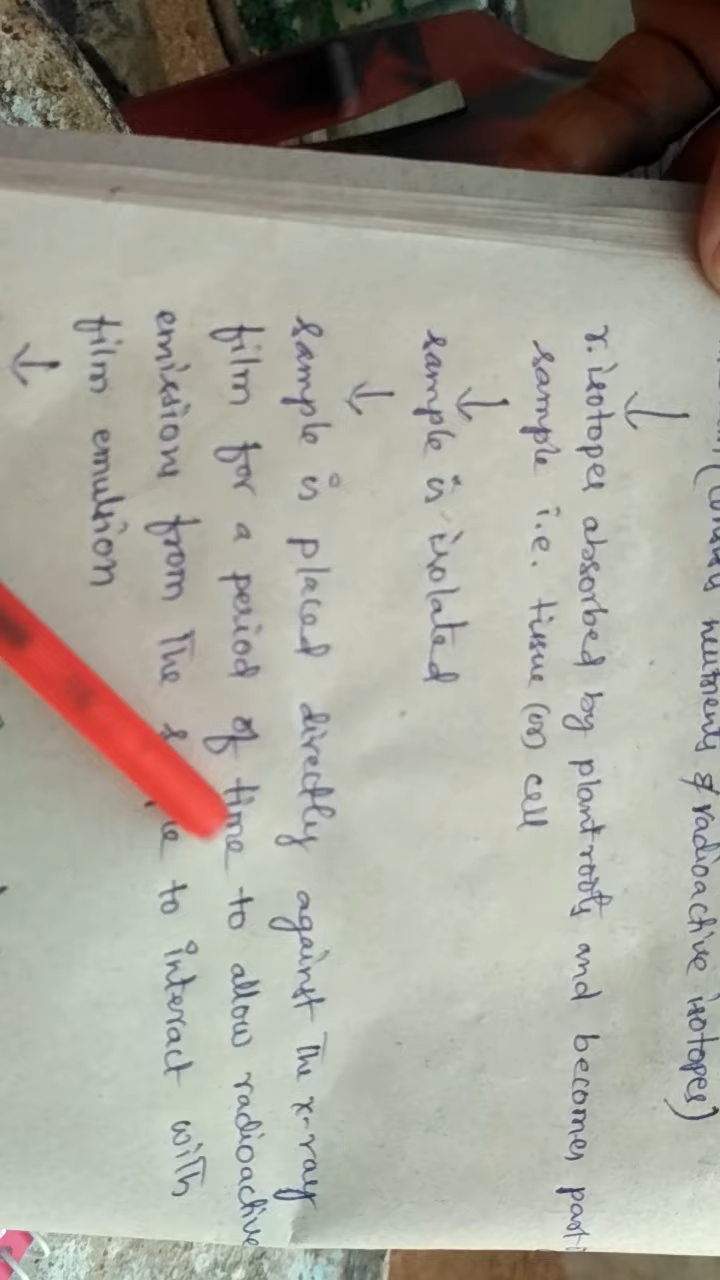 nutrients & radioactive isotopes)
↓
r. isotopes absorbed by plant roots and becomes part
sample i.e. tissue (or) cell
↓
sample is isolated
↓
sample is placed directly against the x-ray
film for a period of time to allow radioactive
emissions from the to interact with
film emulsion
↓